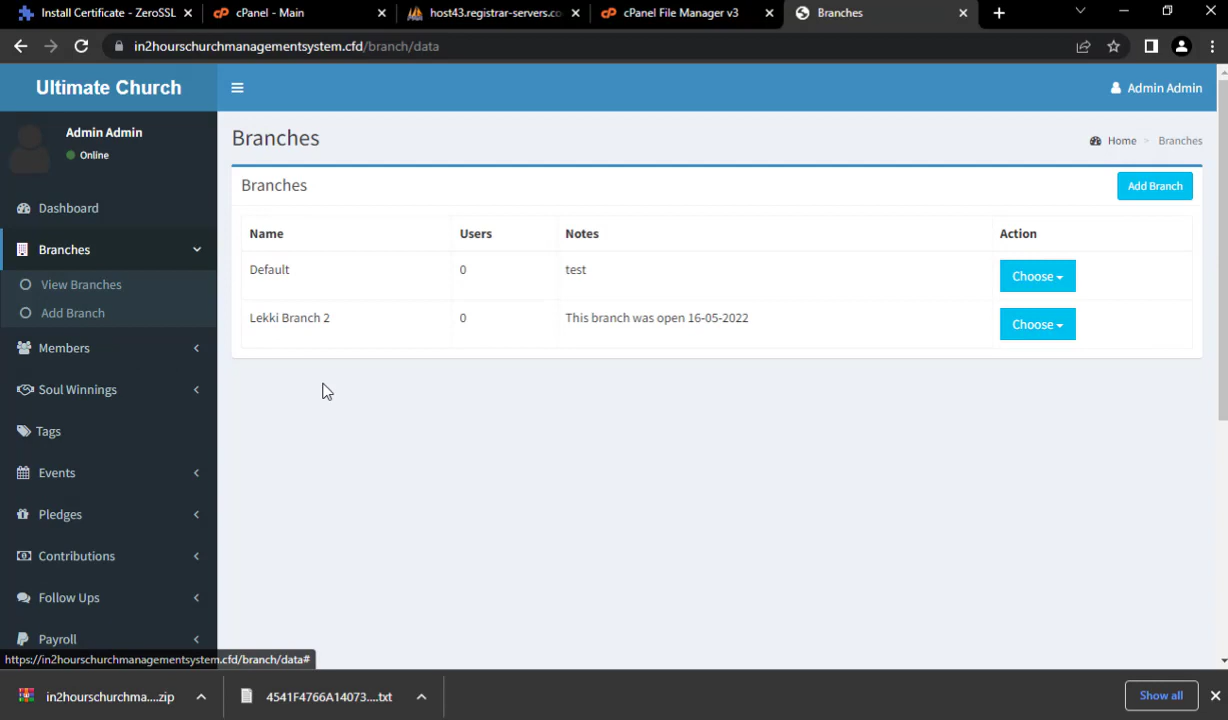 Install Certificate - ZeroSSL
cPanel - Main
host43.registrar-servers.co
cPanel File Manager v3
Branches
in2hourschurchmanagementsystem.cfd/branch/data
Ultimate Church
Admin Admin
Admin Admin
Online
Branches
Home > Branches
Branches
Add Branch
Name Users Notes Action
Default 0 test Choose
Lekki Branch 2 0 This branch was open 16-05-2022 Choose
Dashboard
Branches
View Branches
Add Branch
Members
Soul Winnings
Tags
Events
Pledges
Contributions
Follow Ups
Payroll
https://in2hourschurchmanagementsystem.cfd/branch/data#
in2hourschurchma....zip
4541F4766A14073....txt
Show all